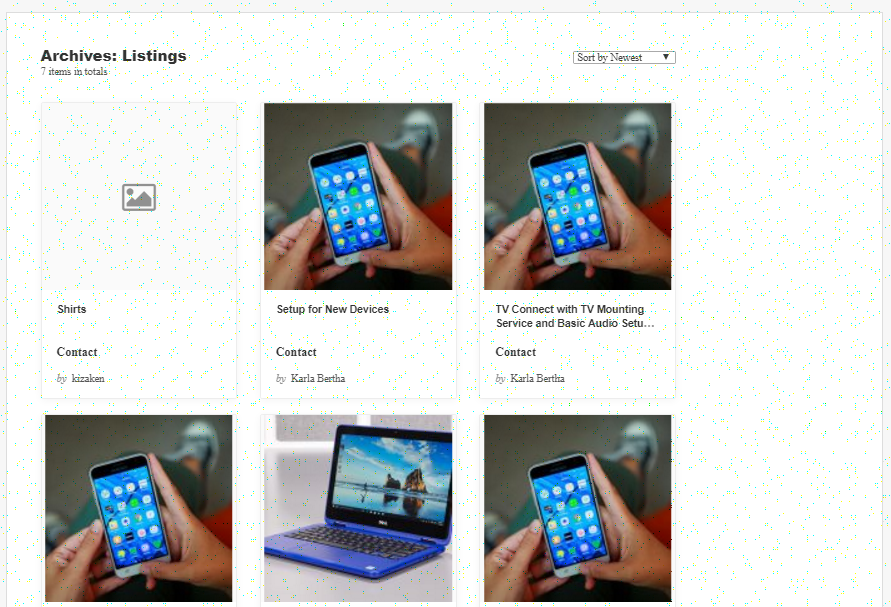 Archives: Listings
7 items in totals
Sort by Newest
Shirts
Contact
by kizaken
Setup for New Devices
Contact
by Karla Bertha
TV Connect with TV Mounting
Service and Basic Audio Setu...
Contact
by Karla Bertha
DELL